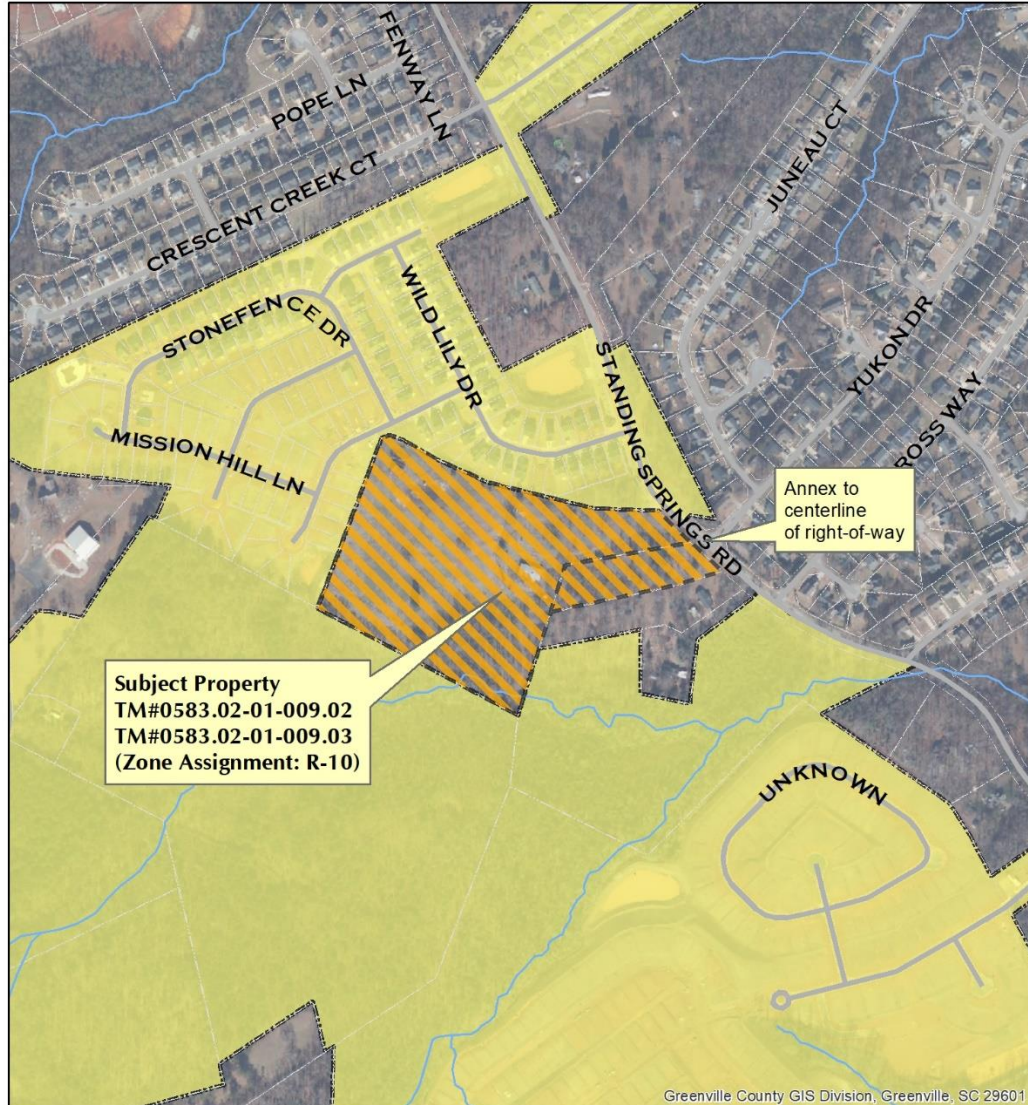 FENWAY LN
POPE LN
CRESCENT CREEK CT
JUNEAU CT
STONEFENCE DR
WILD LILY DR
STANDING SPRINGS RD
YUKON DR
ROSS WAY
MISSION HILL LN
Annex to
centerline
of right-of-way
Subject Property
TM#0583.02-01-009.02
TM#0583.02-01-009.03
(Zone Assignment: R-10)
UNKNOWN
Greenville County GIS Division, Greenville, SC 29601